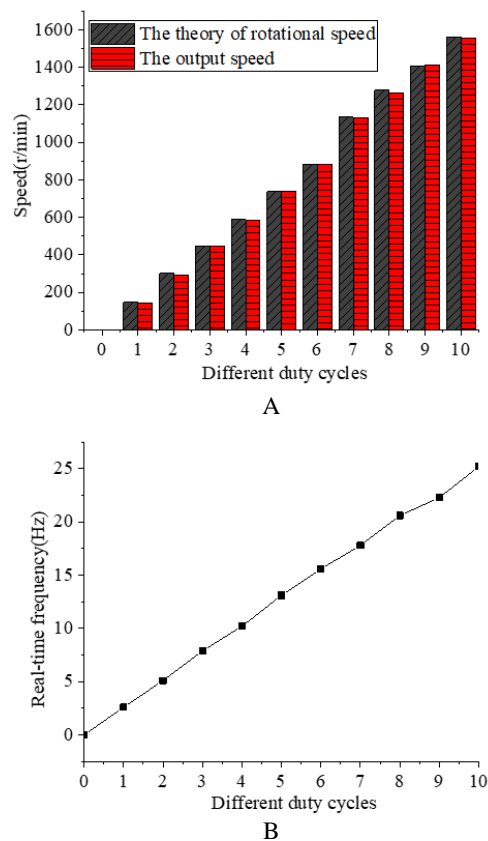 1600
1400
1200
1000
800
600
400
200
0
Speed(r/min)
The theory of rotational speed
The output speed
0 1 2 3 4 5 6 7 8 9 10
Different duty cycles
A
25
20
15
10
5
0
Real-time frequency(Hz)
0 1 2 3 4 5 6 7 8 9 10
Different duty cycles
B